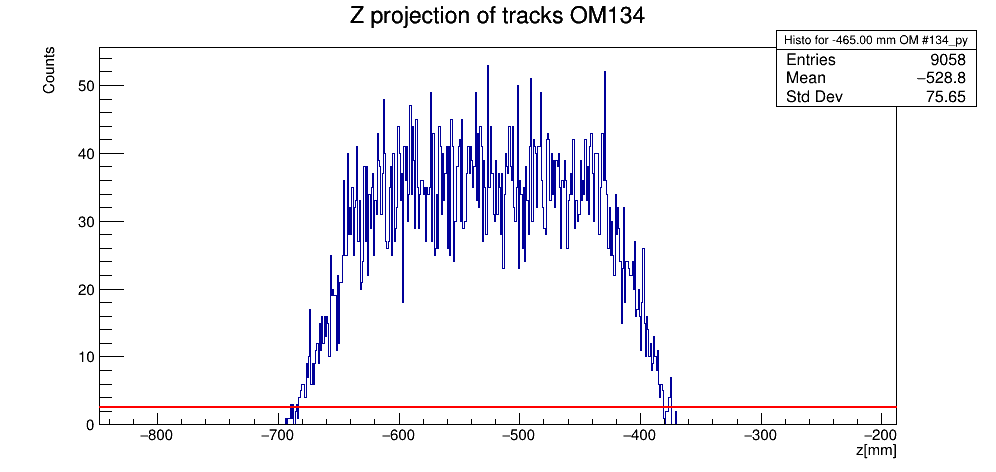 Z projection of tracks OM134
Histo for -465.00 mm OM #134_py
Entries 9058
Mean −528.8
Std Dev 75.65
Counts
50
40
30
20
10
0
−800 −700 −600 −500 −400 −300 −200
z[mm]